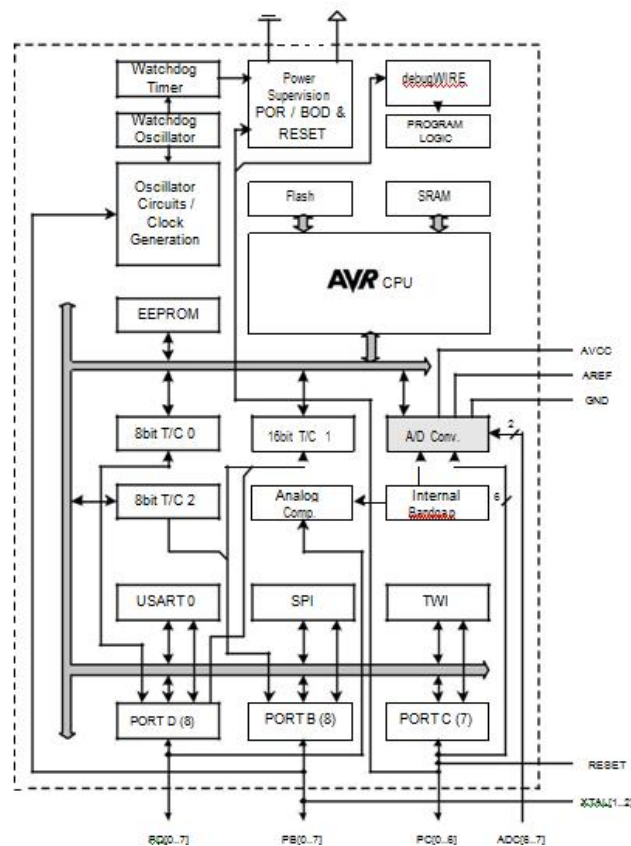 Watchdog
Timer
Power
Supervision
POR / BOD &
RESET
debugWIRE
Watchdog
Oscillator
PROGRAM
LOGIC
Oscillator
Circuits /
Clock
Generation
Flash
SRAM
AVR CPU
EEPROM
AVCC
AREF
GND
8bit T/C 0
16bit T/C 1
A/D Conv.
2
8bit T/C 2
Analog
Comp.
Internal
Bandgap
6
USART 0
SPI
TWI
PORT D (8)
PORT B (8)
PORT C (7)
RESET
XTAL[1..2]
PD[0..7]
PB[0..7]
PC[0..6]
ADC[6..7]